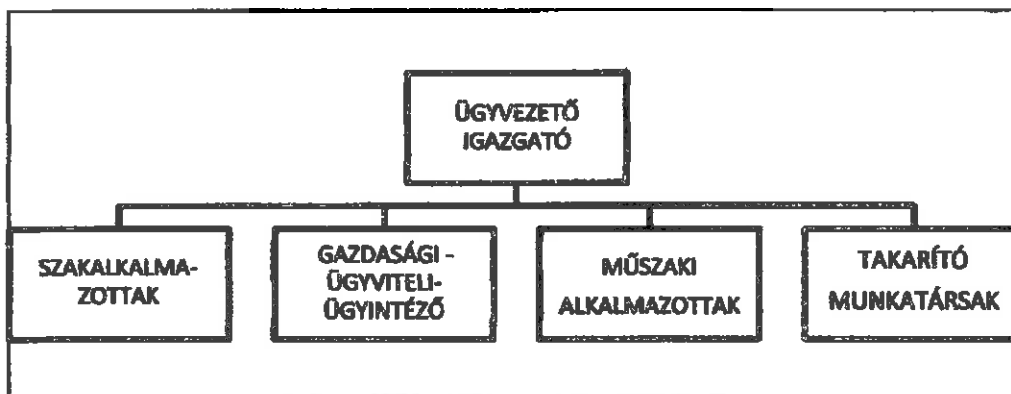 ÜGYVEZETŐ
IGAZGATÓ
SZAKALKALMA-
ZOTTAK
GAZDASÁGI -
ÜGYVITELI-
ÜGYINTÉZŐ
MŰSZAKI
ALKALMAZOTTAK
TAKARÍTÓ
MUNKATÁRSAK